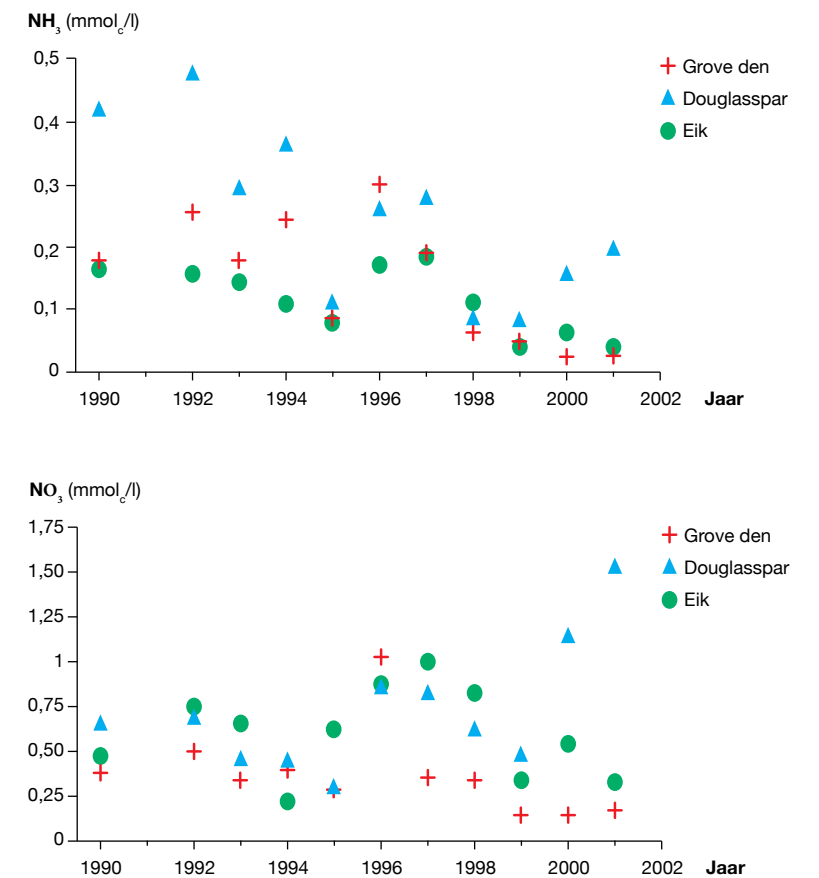 NH₃ (mmolc/l)
0,5
0,4
0,3
0,2
0,1
0
1990 1992 1994 1996 1998 2000 2002 Jaar
Grove den
Douglasspar
Eik
NO₃ (mmolc/l)
1,75
1,50
1,25
1
0,75
0,50
0,25
0
1990 1992 1994 1996 1998 2000 2002 Jaar
Grove den
Douglasspar
Eik